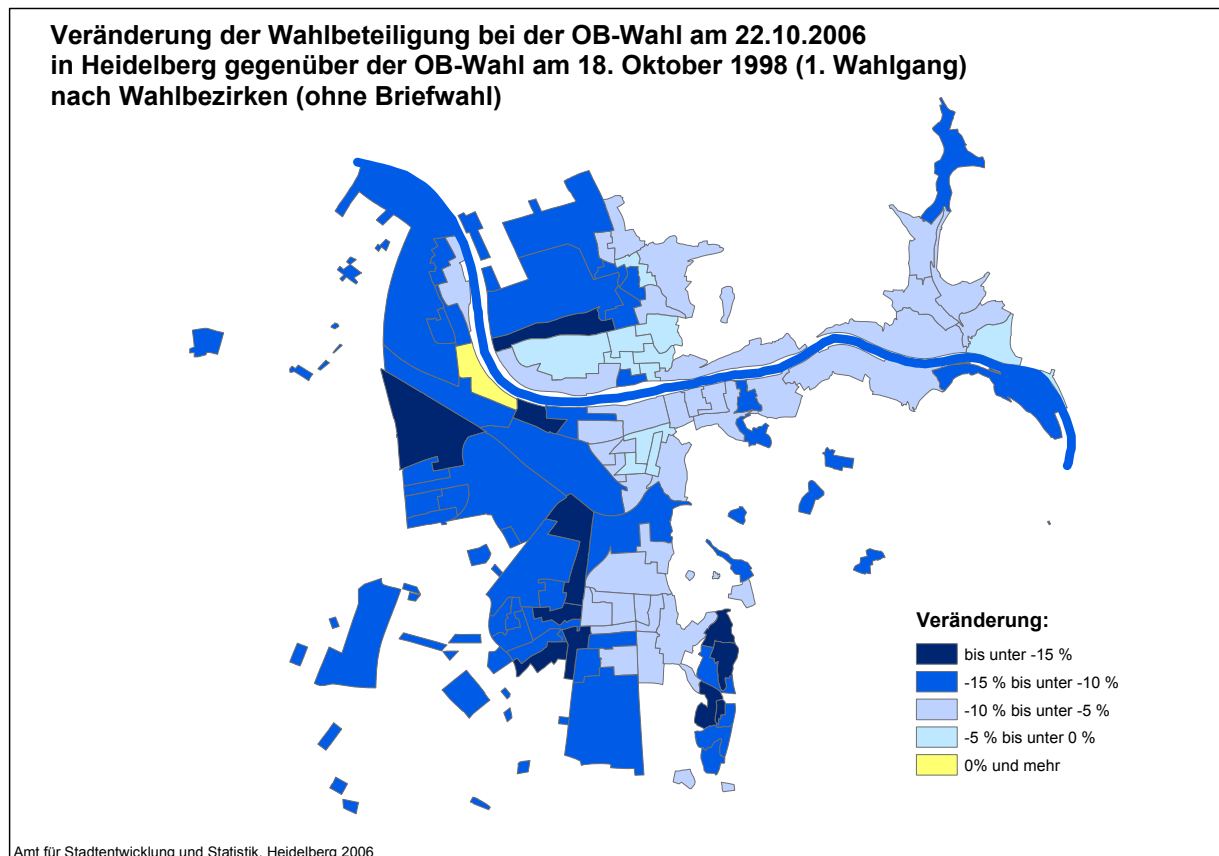 Veränderung der Wahlbeteiligung bei der OB-Wahl am 22.10.2006
in Heidelberg gegenüber der OB-Wahl am 18. Oktober 1998 (1. Wahlgang)
nach Wahlbezirken (ohne Briefwahl)
Veränderung:
bis unter -15 %
-15 % bis unter -10 %
-10 % bis unter -5 %
-5 % bis unter 0 %
0% und mehr
Amt für Stadtentwicklung und Statistik, Heidelberg 2006